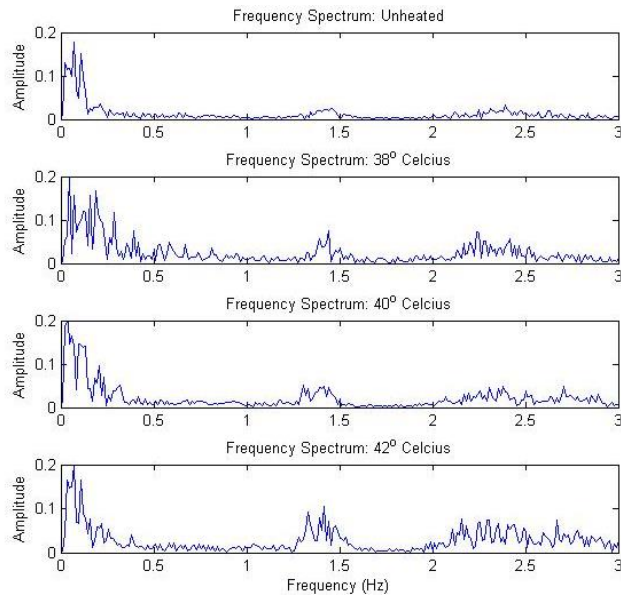 Frequency Spectrum: Unheated
0.2
0.1
0
Amplitude
0 0.5 1 1.5 2 2.5 3
Frequency Spectrum: 38° Celcius
0.2
0.1
0
Amplitude
0 0.5 1 1.5 2 2.5 3
Frequency Spectrum: 40° Celcius
0.2
0.1
0
Amplitude
0 0.5 1 1.5 2 2.5 3
Frequency Spectrum: 42° Celcius
0.2
0.1
0
Amplitude
0 0.5 1 1.5 2 2.5 3
Frequency (Hz)